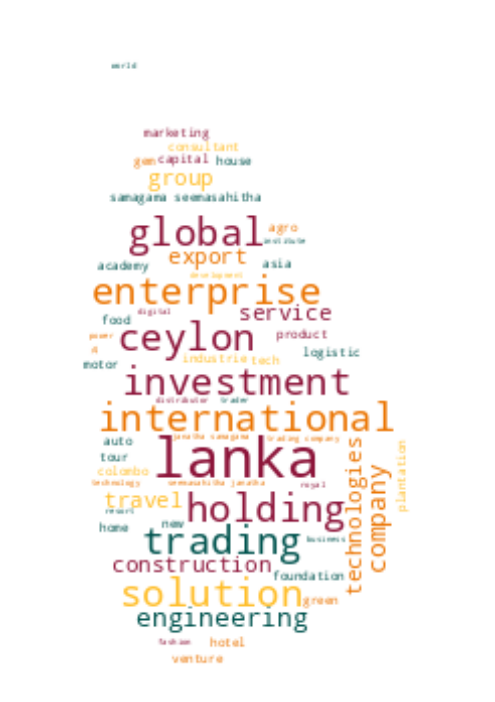 world
marketing
consultant
gem capital house
group
samagama seemasahitha
global agro
institute
export
academy asia
development
enterprise
digital service
food
ceylon product
power
logistic
industrie tech
motor
investment
distributor trader
international
janatha samagama trading company
auto
lanka
tour
colombo
technology seemasahitha janatha royal
travel holding
resort
home new
trading business
technologies
company
plantation
construction
foundation
solution green
engineering
fashion hotel
venture